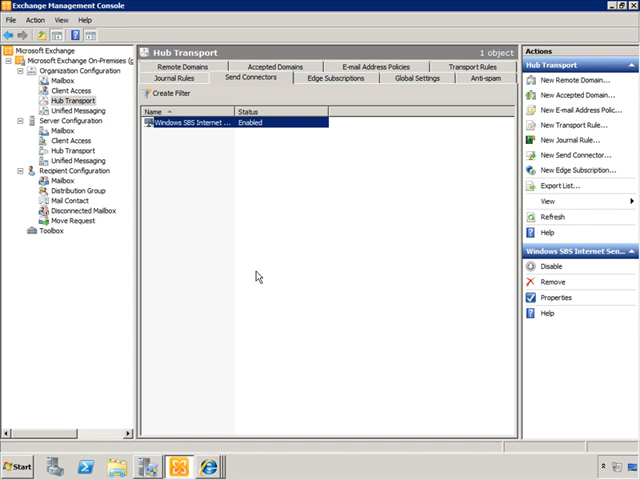 Exchange Management Console
File Action View Help
Microsoft Exchange
Microsoft Exchange On-Premises (
Organization Configuration
Mailbox
Client Access
Hub Transport
Unified Messaging
Server Configuration
Mailbox
Client Access
Hub Transport
Unified Messaging
Recipient Configuration
Mailbox
Distribution Group
Mail Contact
Disconnected Mailbox
Move Request
Toolbox
Hub Transport 1 object
Remote Domains Accepted Domains E-mail Address Policies Transport Rules
Journal Rules Send Connectors Edge Subscriptions Global Settings Anti-spam
Create Filter
Name Status
Windows SBS Internet ... Enabled
Actions
Hub Transport
New Remote Domain...
New Accepted Domain...
New E-mail Address Polic...
New Transport Rule...
New Journal Rule...
New Send Connector...
New Edge Subscription...
Export List...
View
Refresh
Help
Windows SBS Internet Sen...
Disable
Remove
Properties
Help
Start